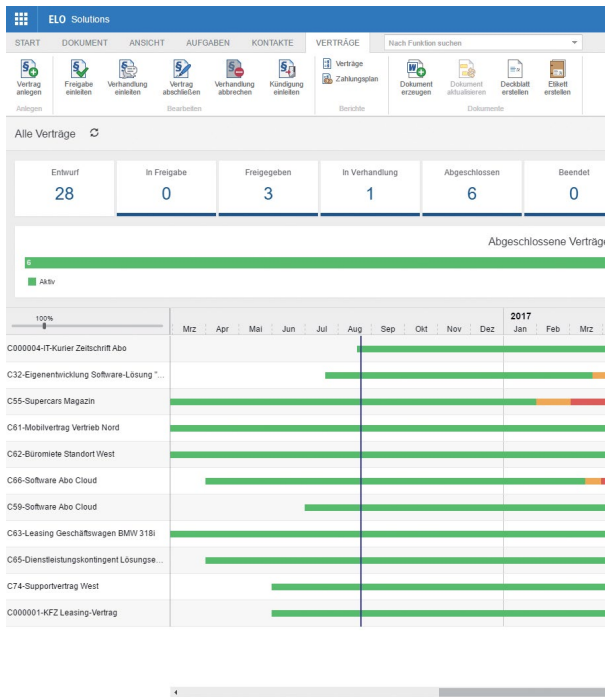 ELO Solutions
START DOKUMENT ANSICHT AUFGABEN KONTAKTE VERTRÄGE Nach Funktion suchen
Vertrag anlegen
Freigabe einleiten
Verhandlung einleiten
Vertrag abschließen
Verhandlung abbrechen
Kündigung einleiten
Verträge
Zahlungsplan
Dokument erzeugen
Dokument aktualisieren
Deckblatt erstellen
Etikett erstellen
Anlegen Bearbeiten Berichte Dokumente
Alle Verträge
Entwurf In Freigabe Freigegeben In Verhandlung Abgeschlossen Beendet
28 0 3 1 6 0
Abgeschlossene Verträge
6
Aktiv
100%
2017
Mrz Apr Mai Jun Jul Aug Sep Okt Nov Dez Jan Feb Mrz
C000004-IT-Kurier Zeitschrift Abo
C32-Eigenentwicklung Software-Lösung "...
C55-Supercars Magazin
C61-Mobilvertrag Vertrieb Nord
C62-Büromiete Standort West
C66-Software Abo Cloud
C59-Software Abo Cloud
C63-Leasing Geschäftswagen BMW 318i
C65-Dienstleistungskontingent Lösungse...
C74-Supportvertrag West
C000001-KFZ Leasing-Vertrag